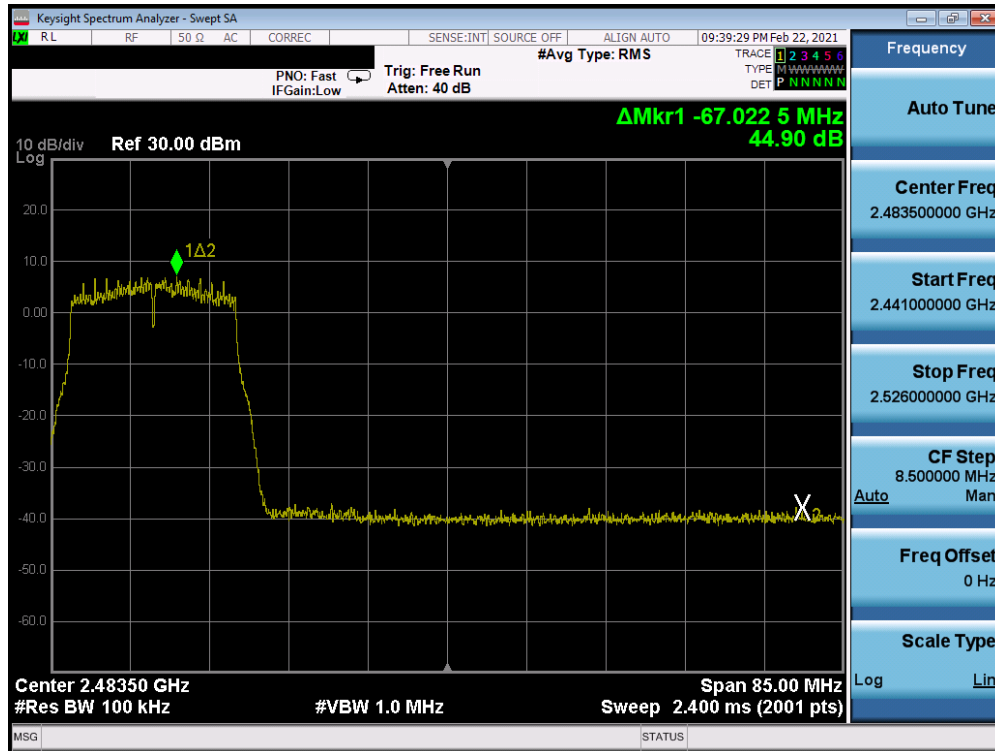 Keysight Spectrum Analyzer - Swept SA
LXI RL RF 50 Ω AC CORREC SENSE:INT SOURCE OFF ALIGN AUTO 09:39:29 PM Feb 22, 2021
#Avg Type: RMS
TRACE 1 2 3 4 5 6
PNO: Fast Trig: Free Run TYPE M W W W W W
IFGain:Low Atten: 40 dB DET P N N N N N
Frequency
ΔMkr1 -67.022 5 MHz
44.90 dB
10 dB/div Ref 30.00 dBm
Log
20.0
10.0
0.00
-10.0
-20.0
-30.0
-40.0
-50.0
-60.0
1Δ2
X 2
Center 2.48350 GHz Span 85.00 MHz
#Res BW 100 kHz #VBW 1.0 MHz Sweep 2.400 ms (2001 pts)
MSG STATUS
Auto Tune
Center Freq
2.483500000 GHz
Start Freq
2.441000000 GHz
Stop Freq
2.526000000 GHz
CF Step
8.500000 MHz
Auto Man
Freq Offset
0 Hz
Scale Type
Log Lin